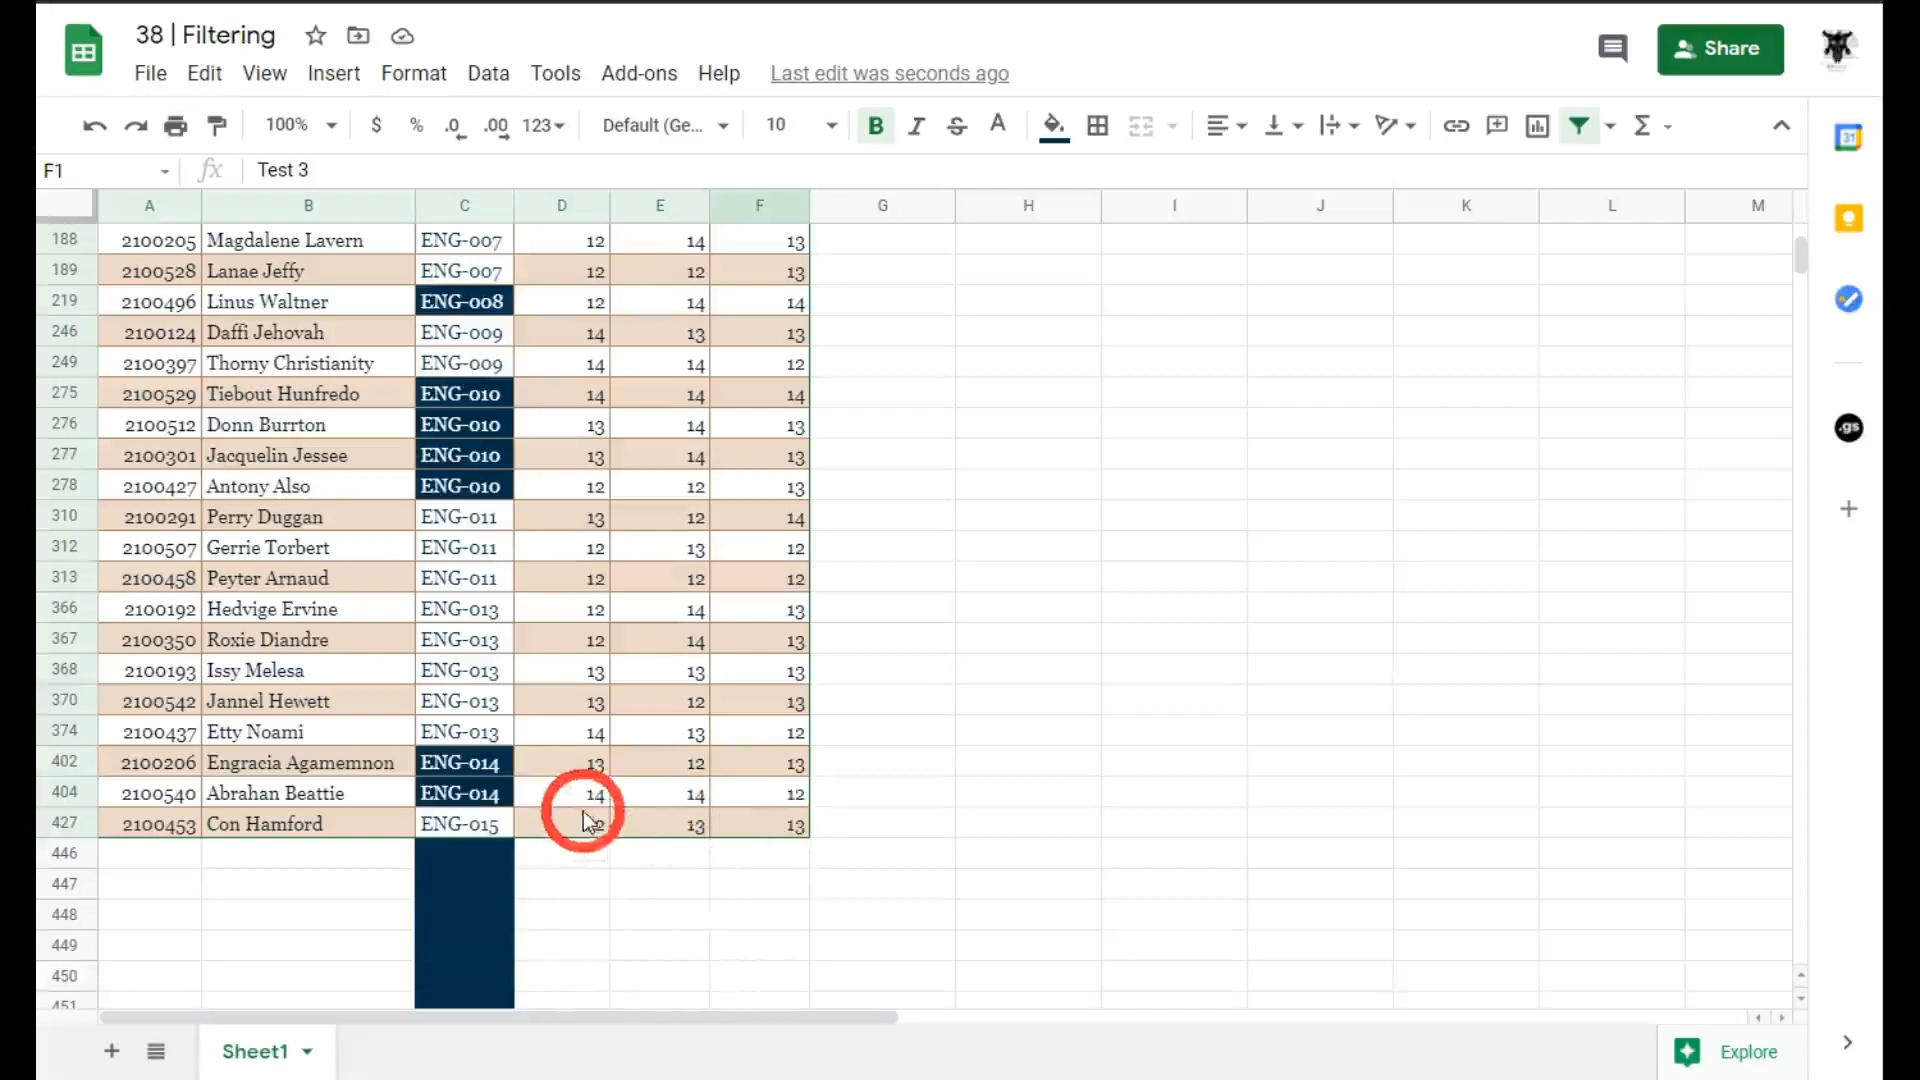 38 | Filtering
File Edit View Insert Format Data Tools Add-ons Help Last edit was seconds ago
Share
100% $ % .0 .00 123 Default (Ge... 10 B I S A Σ
31
F1 fx Test 3
A B C D E F G H I J K L M
188 2100205 Magdalene Lavern ENG-007 12 14 13
189 2100528 Lanae Jeffy ENG-007 12 12 13
219 2100496 Linus Waltner ENG-008 12 14 14
246 2100124 Daffi Jehovah ENG-009 14 13 13
249 2100397 Thorny Christianity ENG-009 14 14 12
275 2100529 Tiebout Hunfredo ENG-010 14 14 14
276 2100512 Donn Burrton ENG-010 13 14 13
.gs
277 2100301 Jacquelin Jessee ENG-010 13 14 13
278 2100427 Antony Also ENG-010 12 12 13
310 2100291 Perry Duggan ENG-011 13 12 14
312 2100507 Gerrie Torbert ENG-011 12 13 12
313 2100458 Peyter Arnaud ENG-011 12 12 12
366 2100192 Hedvige Ervine ENG-013 12 14 13
367 2100350 Roxie Diandre ENG-013 12 14 13
368 2100193 Issy Melesa ENG-013 13 13 13
370 2100542 Jannel Hewett ENG-013 13 12 13
374 2100437 Etty Noami ENG-013 14 13 12
402 2100206 Engracia Agamemnon ENG-014 13 12 13
404 2100540 Abrahan Beattie ENG-014 14 14 12
427 2100453 Con Hamford ENG-015 13 13
446
447
448
449
450
451
Sheet1
Explore